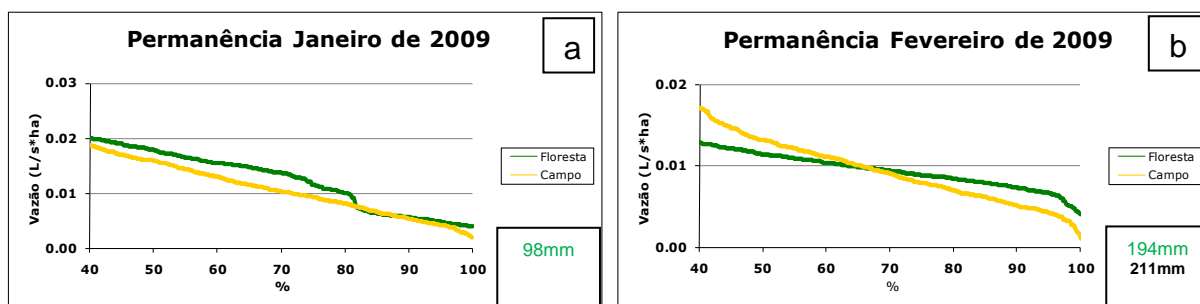 Permanência Janeiro de 2009
a
0.03
0.02
0.01
0.00
Vazão (L/s*ha)
40 50 60 70 80 90 100
%
Floresta
Campo
98mm
Permanência Fevereiro de 2009
b
0.02
0.01
0.00
Vazão (L/s*ha)
40 50 60 70 80 90 100
%
Floresta
Campo
194mm
211mm